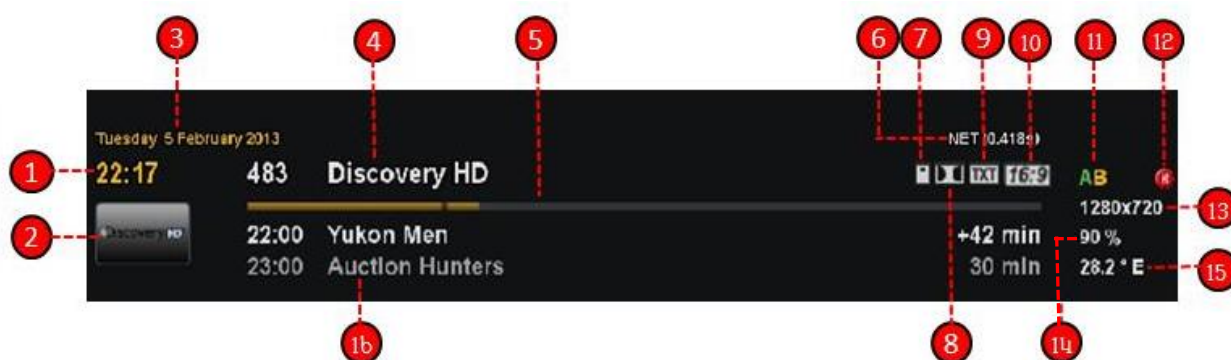 3 4 5 6 7 9 10 11 12
Tuesday 5 February 2013 NET (0.418s)
1 22:17 483 Discovery HD TXT 16:9 AB R
1280x720 13
2 Discovery HD 22:00 Yukon Men +42 min 90 %
23:00 Auction Hunters 30 min 28.2 ° E 15
16 8 14